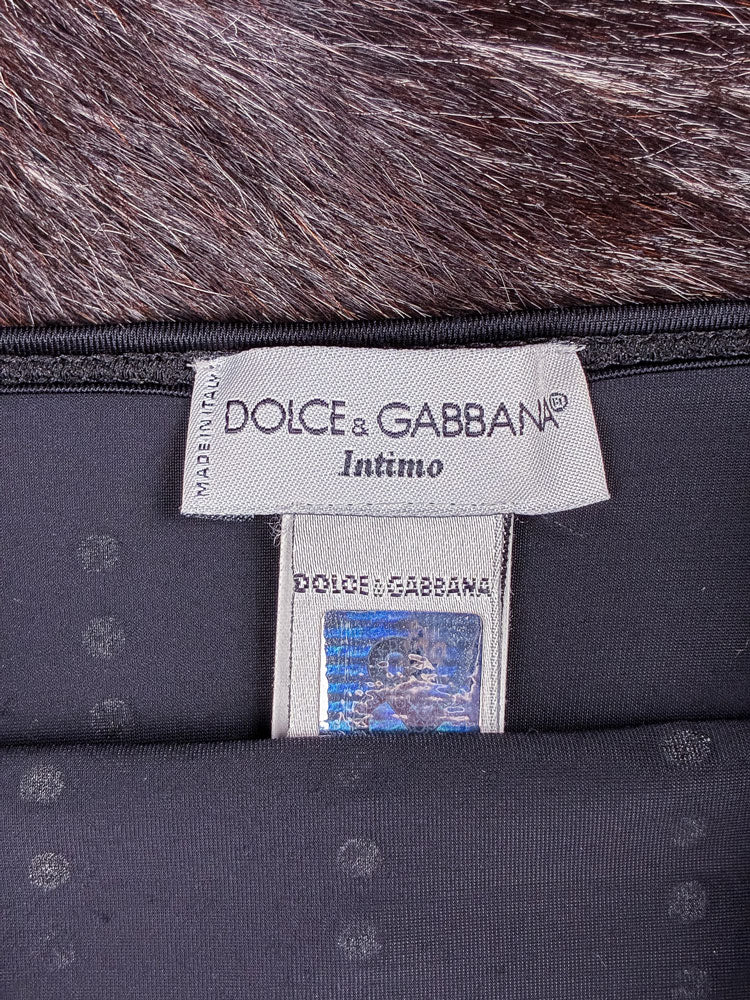 MADE IN ITALY
DOLCE & GABBANA
Intimo
DOLCE & GABBANA